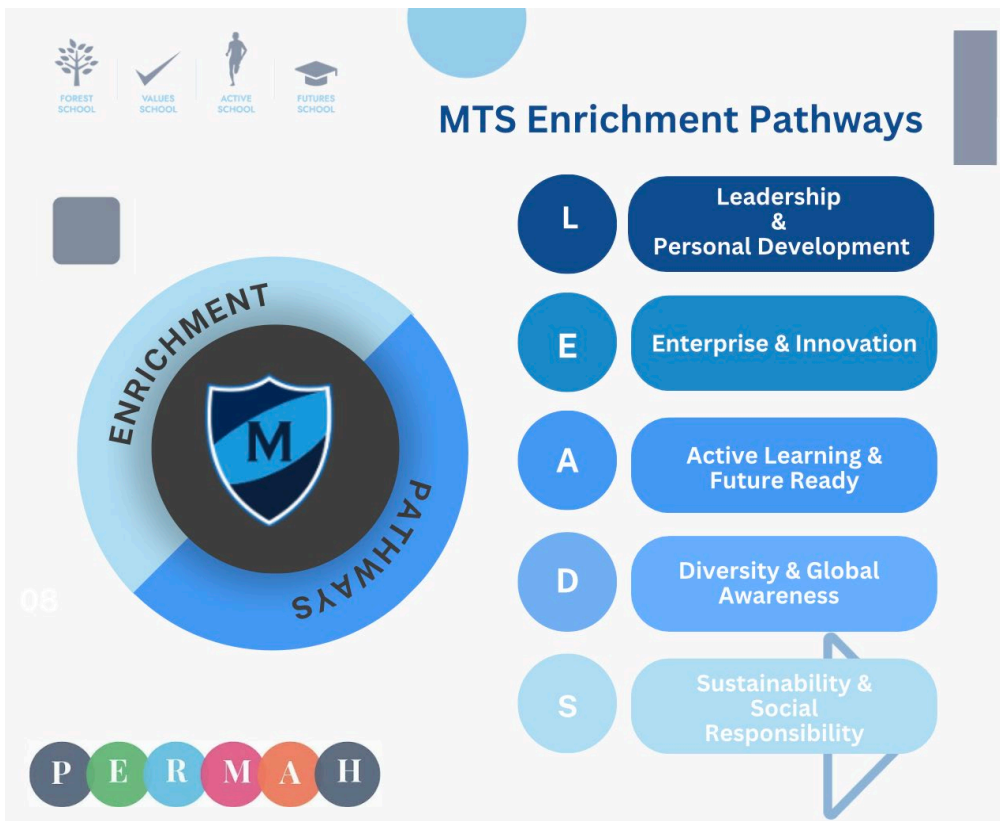 FOREST
SCHOOL
VALUES
SCHOOL
ACTIVE
SCHOOL
FUTURES
SCHOOL
MTS Enrichment Pathways
L
Leadership
&
Personal Development
E
Enterprise & Innovation
A
Active Learning &
Future Ready
D
Diversity & Global
Awareness
S
Sustainability &
Social
Responsibility
ENRICHMENT
PATHWAYS
M
08
P E R M A H